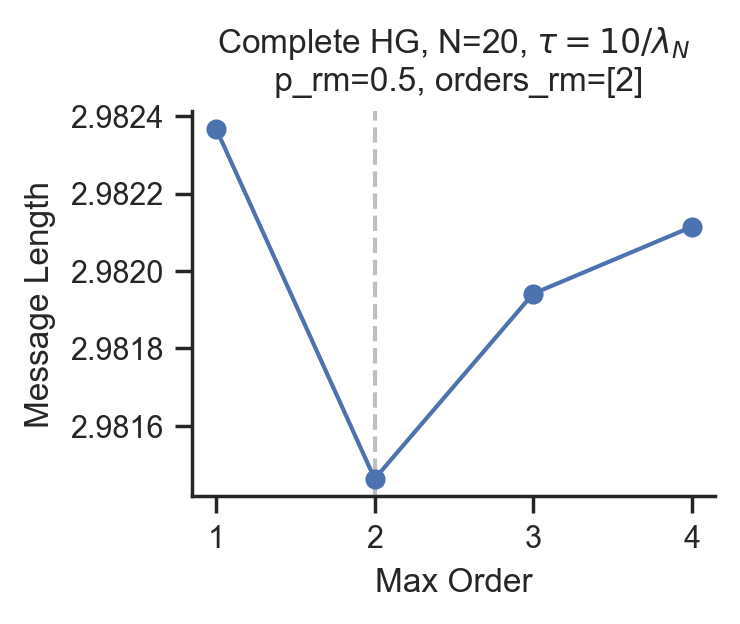 Complete HG, N=20, τ = 10/λ_N
p_rm=0.5, orders_rm=[2]
2.9824
2.9822
2.9820
2.9818
2.9816
Message Length
1 2 3 4
Max Order